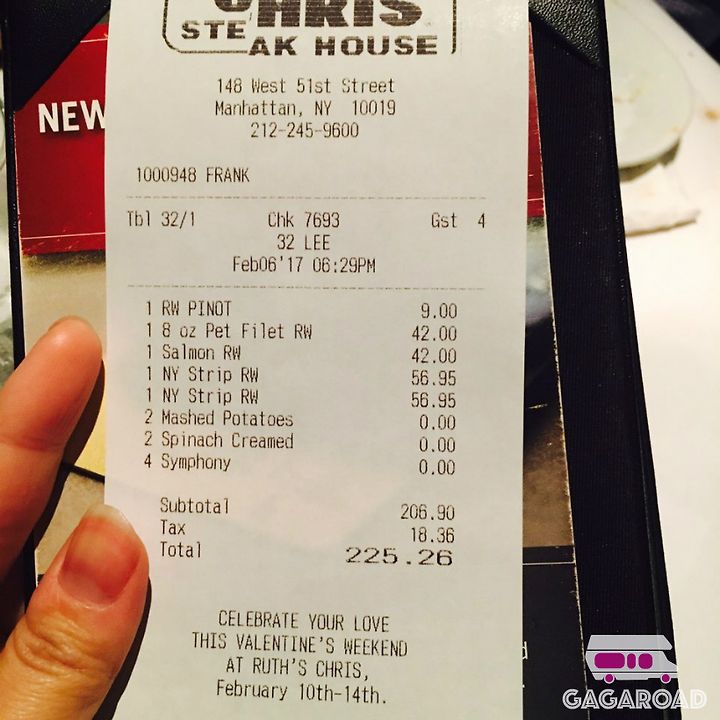 CHRIS
STEAK HOUSE
148 West 51st Street
Manhattan, NY 10019
212-245-9600
NEW
1000948 FRANK
Tbl 32/1 Chk 7693 Gst 4
32 LEE
Feb06'17 06:29PM
1 RW PINOT 9.00
1 8 oz Pet Filet RW 42.00
1 Salmon RW 42.00
1 NY Strip RW 56.95
1 NY Strip RW 56.95
2 Mashed Potatoes 0.00
2 Spinach Creamed 0.00
4 Symphony 0.00
Subtotal 206.90
Tax 18.36
Total 225.26
CELEBRATE YOUR LOVE
THIS VALENTINE'S WEEKEND
AT RUTH'S CHRIS,
February 10th-14th.
GAGAROAD